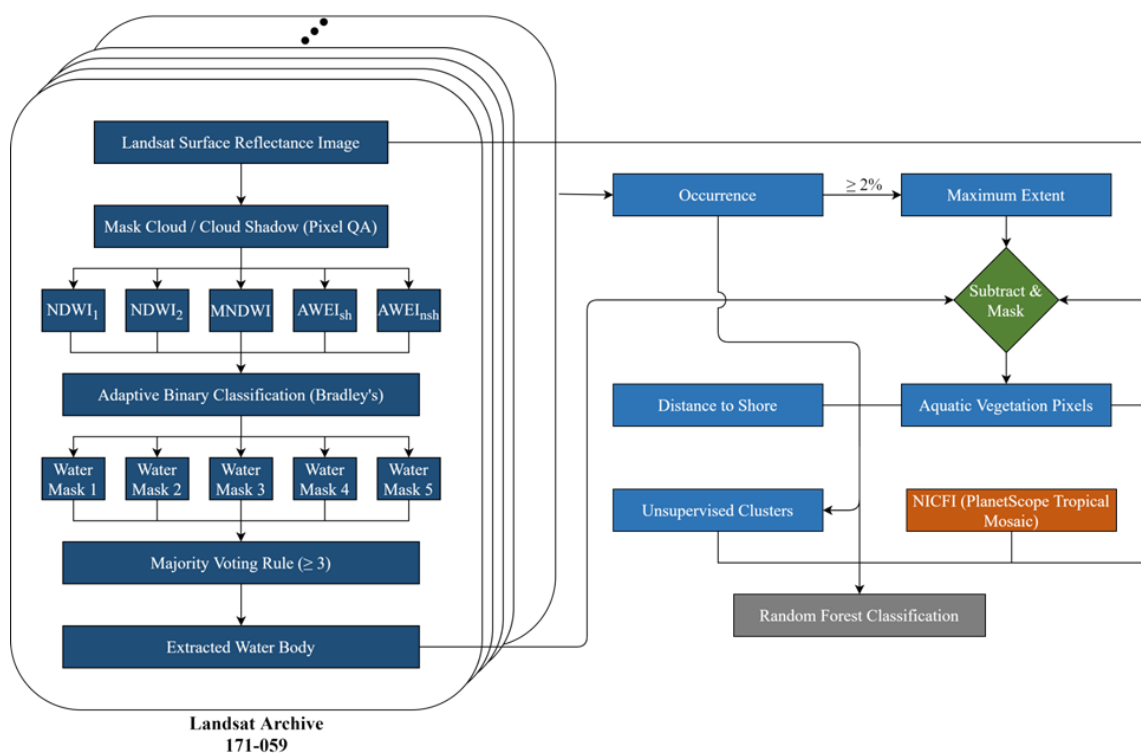 Landsat Surface Reflectance Image
Mask Cloud / Cloud Shadow (Pixel QA)
NDWI₁
NDWI₂
MNDWI
AWEIₛₕ
AWEIₙₛₕ
Adaptive Binary Classification (Bradley's)
Water
Mask 1
Water
Mask 2
Water
Mask 3
Water
Mask 4
Water
Mask 5
Majority Voting Rule (≥ 3)
Extracted Water Body
Landsat Archive
171-059
Occurrence
≥ 2%
Maximum Extent
Subtract &
Mask
Distance to Shore
Aquatic Vegetation Pixels
Unsupervised Clusters
NICFI (PlanetScope Tropical
Mosaic)
Random Forest Classification